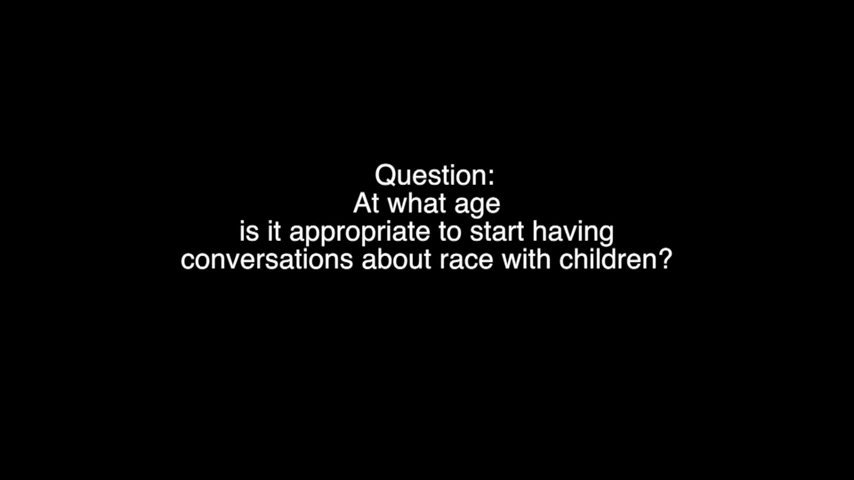 Question:
At what age
is it appropriate to start having
conversations about race with children?